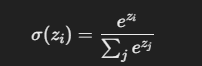 σ(z_i) = e^{z_i} / ∑_j e^{z_j}